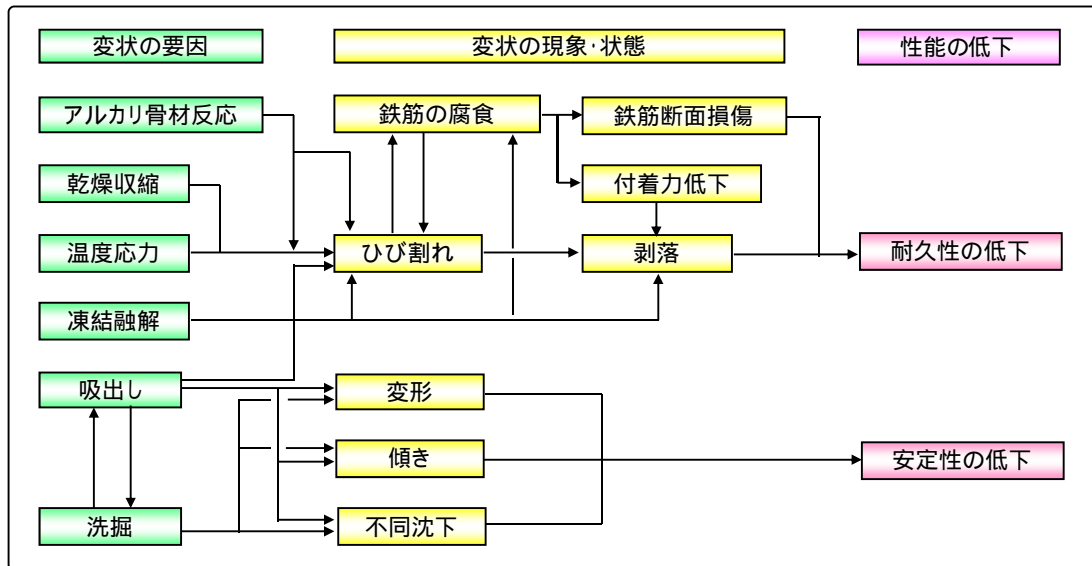 変状の要因
変状の現象・状態
性能の低下
アルカリ骨材反応
鉄筋の腐食
鉄筋断面損傷
乾燥収縮
付着力低下
温度応力
ひび割れ
剥落
耐久性の低下
凍結融解
吸出し
変形
傾き
安定性の低下
洗掘
不同沈下